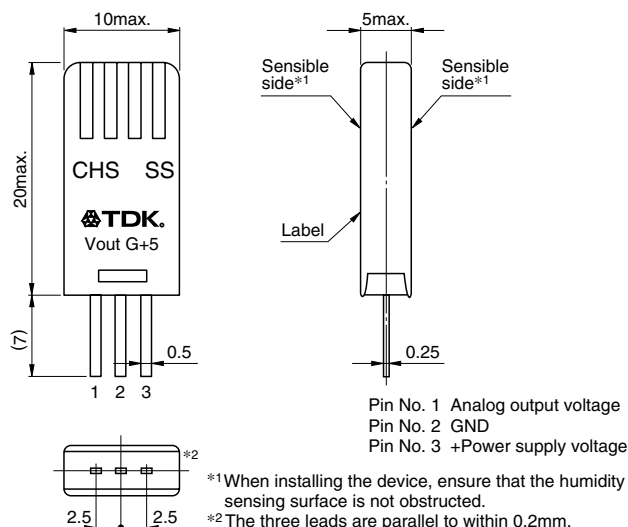 10max.
5max.
Sensible side*1
Sensible side*1
20max.
CHS SS
TDK.
Vout G+5
Label
(7)
0.5
0.25
1 2 3
Pin No. 1 Analog output voltage
Pin No. 2 GND
Pin No. 3 +Power supply voltage
*2
2.5 2.5
*1 When installing the device, ensure that the humidity
sensing surface is not obstructed.
*2 The three leads are parallel to within 0.2mm.